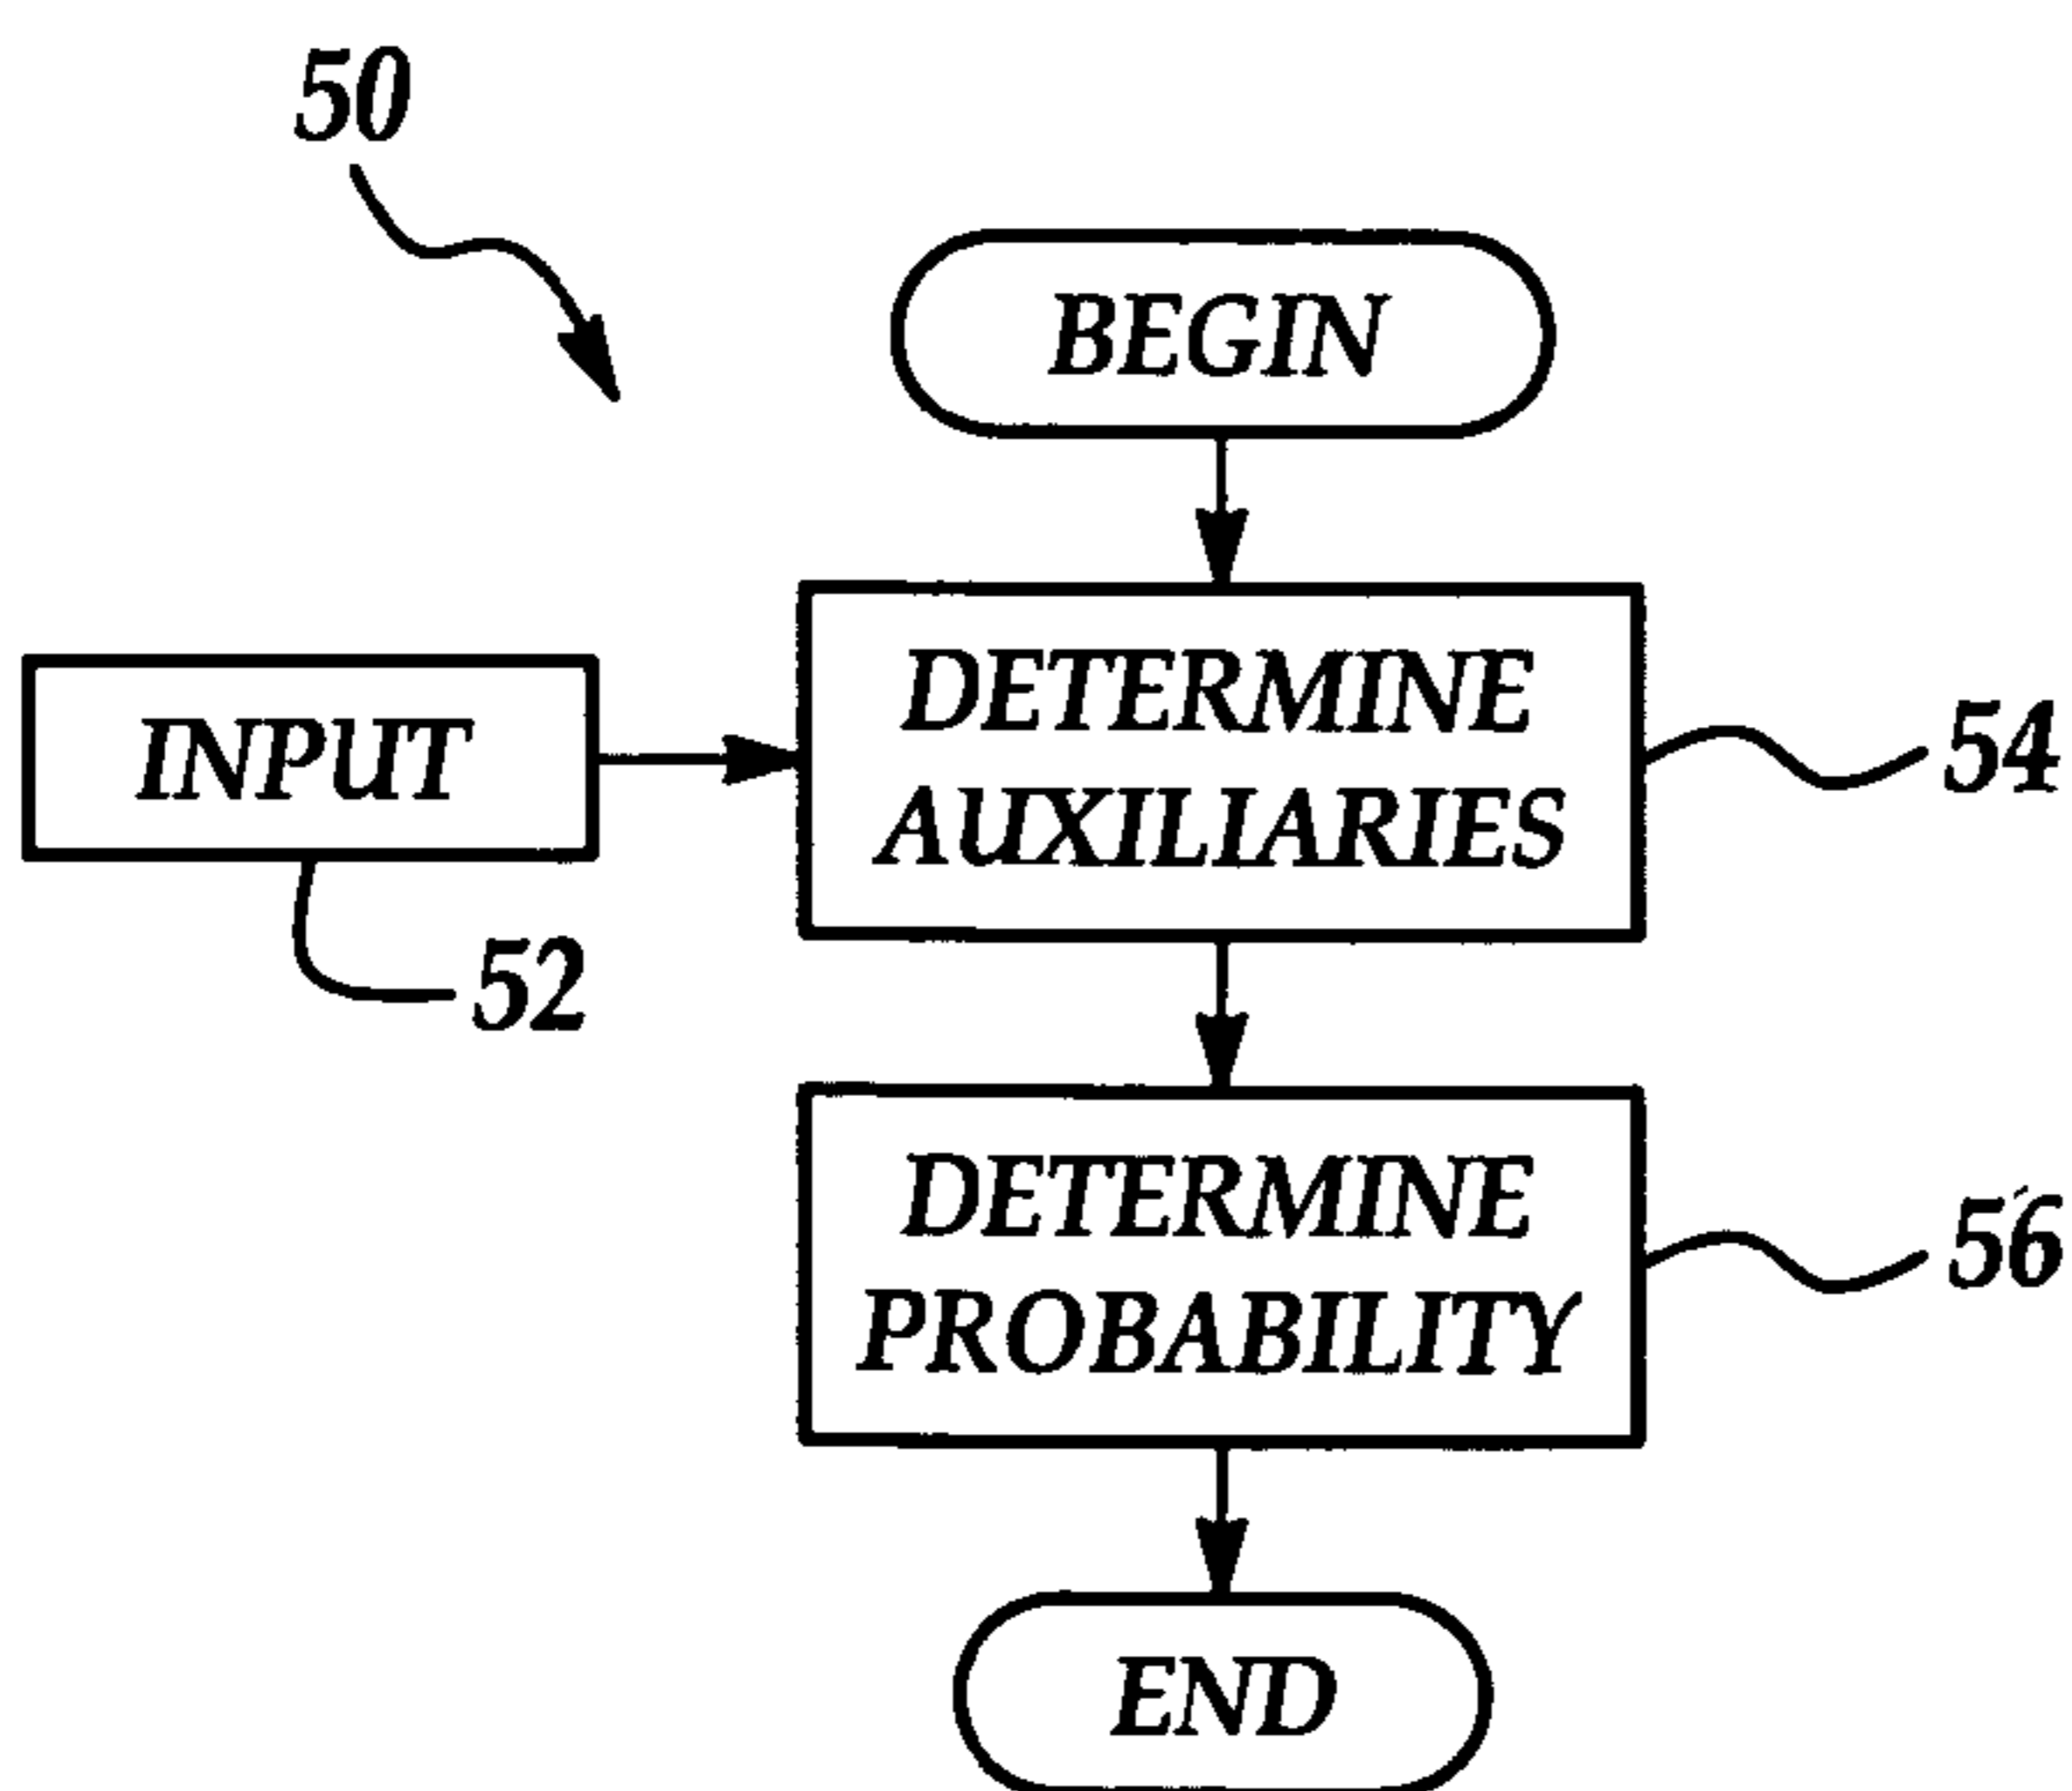 50
BEGIN
INPUT
52
DETERMINE
AUXILIARIES
54
DETERMINE
PROBABILITY
56
END